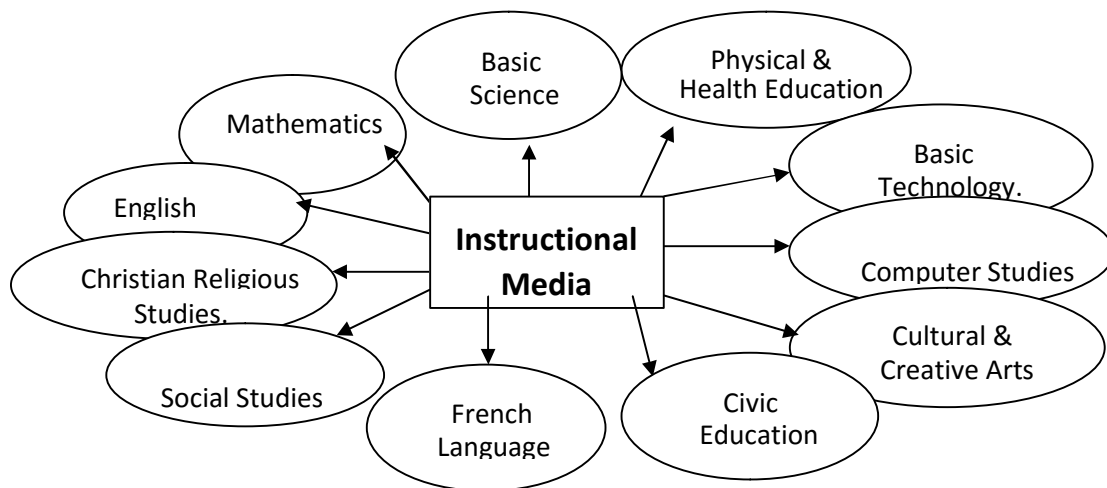 Basic
Science
Physical &
Health Education
Mathematics
Basic
Technology.
English
Instructional
Media
Christian Religious
Studies.
Computer Studies
Social Studies
Cultural &
Creative Arts
French
Language
Civic
Education